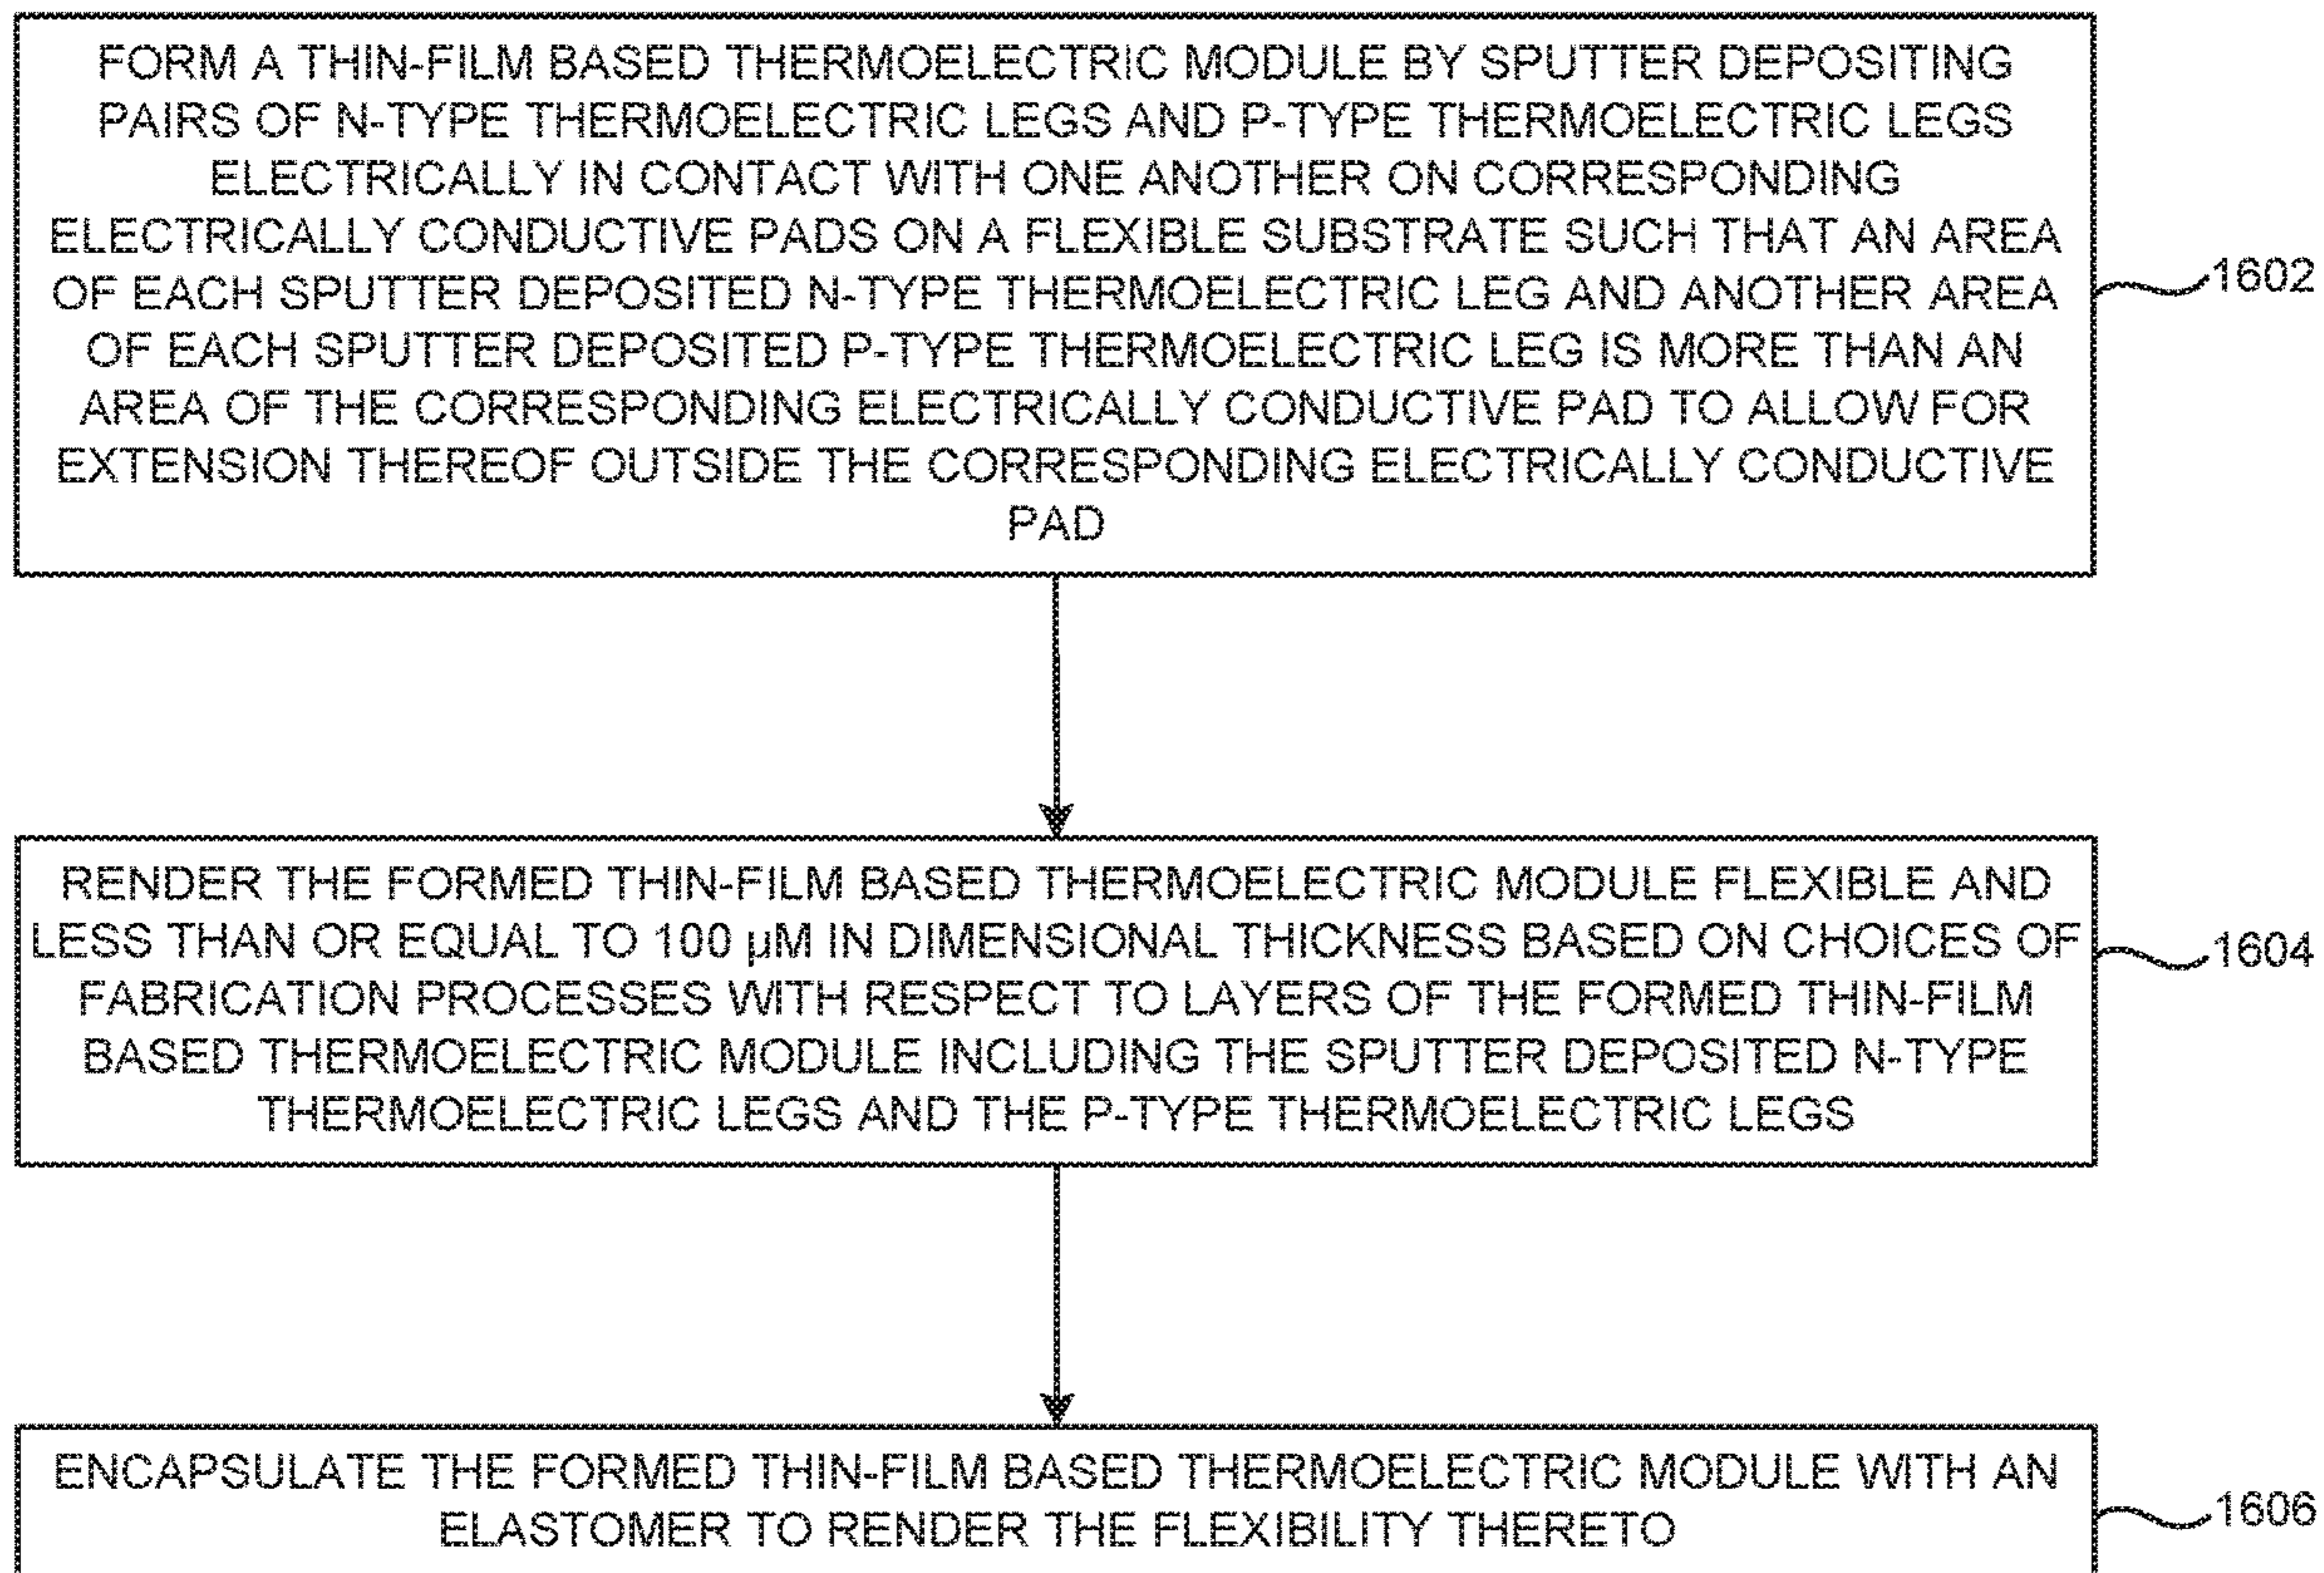 FORM A THIN-FILM BASED THERMOELECTRIC MODULE BY SPUTTER DEPOSITING
PAIRS OF N-TYPE THERMOELECTRIC LEGS AND P-TYPE THERMOELECTRIC LEGS
ELECTRICALLY IN CONTACT WITH ONE ANOTHER ON CORRESPONDING
ELECTRICALLY CONDUCTIVE PADS ON A FLEXIBLE SUBSTRATE SUCH THAT AN AREA
OF EACH SPUTTER DEPOSITED N-TYPE THERMOELECTRIC LEG AND ANOTHER AREA
OF EACH SPUTTER DEPOSITED P-TYPE THERMOELECTRIC LEG IS MORE THAN AN
AREA OF THE CORRESPONDING ELECTRICALLY CONDUCTIVE PAD TO ALLOW FOR
EXTENSION THEREOF OUTSIDE THE CORRESPONDING ELECTRICALLY CONDUCTIVE
PAD
1602
RENDER THE FORMED THIN-FILM BASED THERMOELECTRIC MODULE FLEXIBLE AND
LESS THAN OR EQUAL TO 100 µM IN DIMENSIONAL THICKNESS BASED ON CHOICES OF
FABRICATION PROCESSES WITH RESPECT TO LAYERS OF THE FORMED THIN-FILM
BASED THERMOELECTRIC MODULE INCLUDING THE SPUTTER DEPOSITED N-TYPE
THERMOELECTRIC LEGS AND THE P-TYPE THERMOELECTRIC LEGS
1604
ENCAPSULATE THE FORMED THIN-FILM BASED THERMOELECTRIC MODULE WITH AN
ELASTOMER TO RENDER THE FLEXIBILITY THERETO
1606